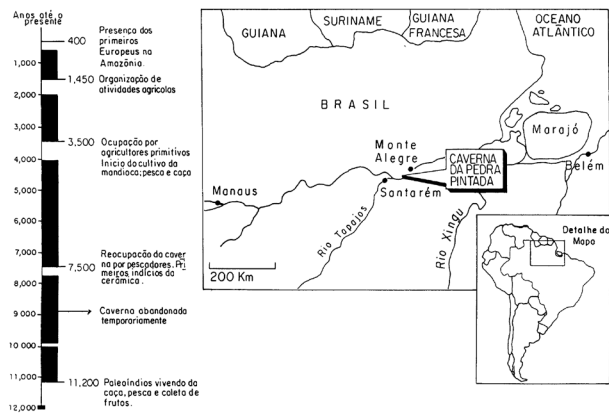 Anos até o
presente
400
Presença dos
primeiros
Europeus na
Amazônia.
1,000
1,450
Organização de
atividades agrícolas
2,000
3,000
3,500
Ocupação por
agricultores primitivos
Inicio do cultivo da
mandioca; pesca e caça
4,000
5,000
6,000
7,000
7,500
Reocupação da caver
na por pescadores. Pri
meiros indícios da
cerâmica.
8,000
Caverna abandonada
temporariamente
9,000
10 000
11,000
11,200
Paleoíndios vivendo da
caça, pesca e coleta de
frutos.
12,000
GUIANA
SURINAME
GUIANA
FRANCESA
OCEANO
ATLÂNTICO
BRASIL
Marajó
Monte
Alegre
CAVERNA
DA PEDRA
PINTADA
Belém
Manaus
Santarém
Rio Tapajos
Rio Xingu
200 Km
Detalhe do
Mapa